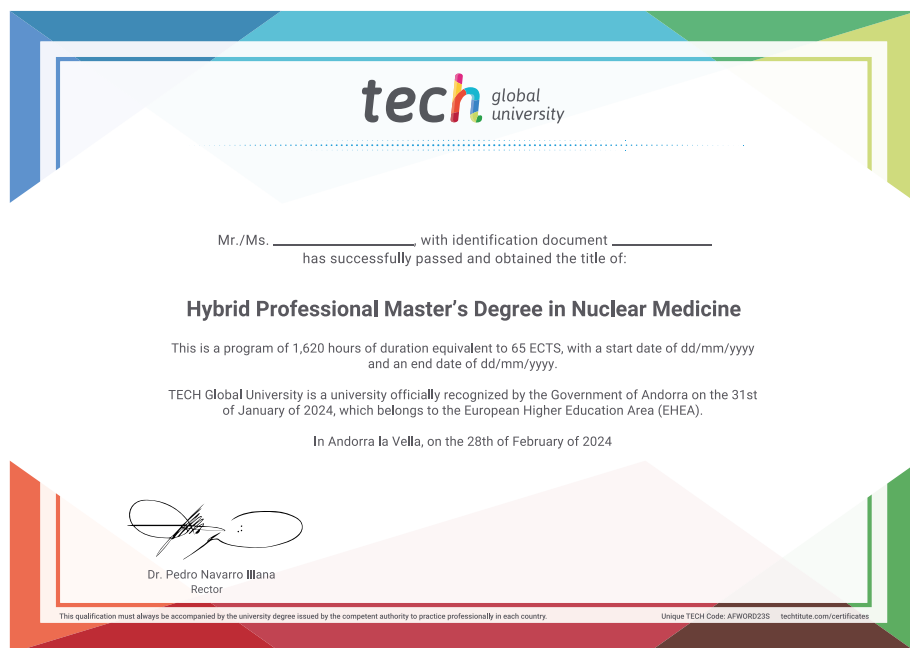 tech global
university
Mr./Ms. ________________, with identification document ____________
has successfully passed and obtained the title of:
Hybrid Professional Master’s Degree in Nuclear Medicine
This is a program of 1,620 hours of duration equivalent to 65 ECTS, with a start date of dd/mm/yyyy
and an end date of dd/mm/yyyy.
TECH Global University is a university officially recognized by the Government of Andorra on the 31st
of January of 2024, which belongs to the European Higher Education Area (EHEA).
In Andorra la Vella, on the 28th of February of 2024
Dr. Pedro Navarro Illana
Rector
This qualification must always be accompanied by the university degree issued by the competent authority to practice professionally in each country. Unique TECH Code: AFWORD23S techtitute.com/certificates